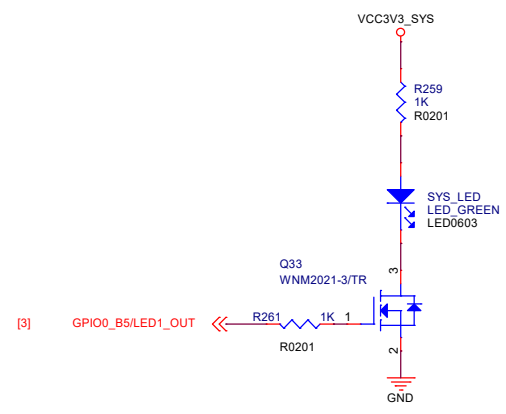 VCC3V3_SYS
R259
1K
R0201
SYS_LED
LED_GREEN
LED0603
Q33
WNM2021-3/TR
3
[3] GPIO0_B5/LED1_OUT R261 1K 1
R0201
2
GND